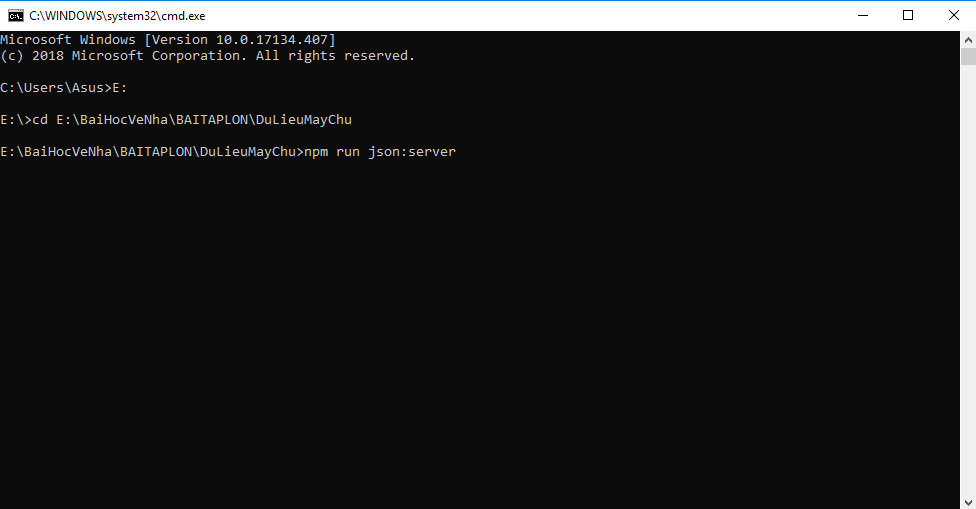 C:\WINDOWS\system32\cmd.exe
Microsoft Windows [Version 10.0.17134.407]
(c) 2018 Microsoft Corporation. All rights reserved.
C:\Users\Asus>E:
E:\>cd E:\BaiHocVeNha\BAITAPLON\DuLieuMayChu
E:\BaiHocVeNha\BAITAPLON\DuLieuMayChu>npm run json:server